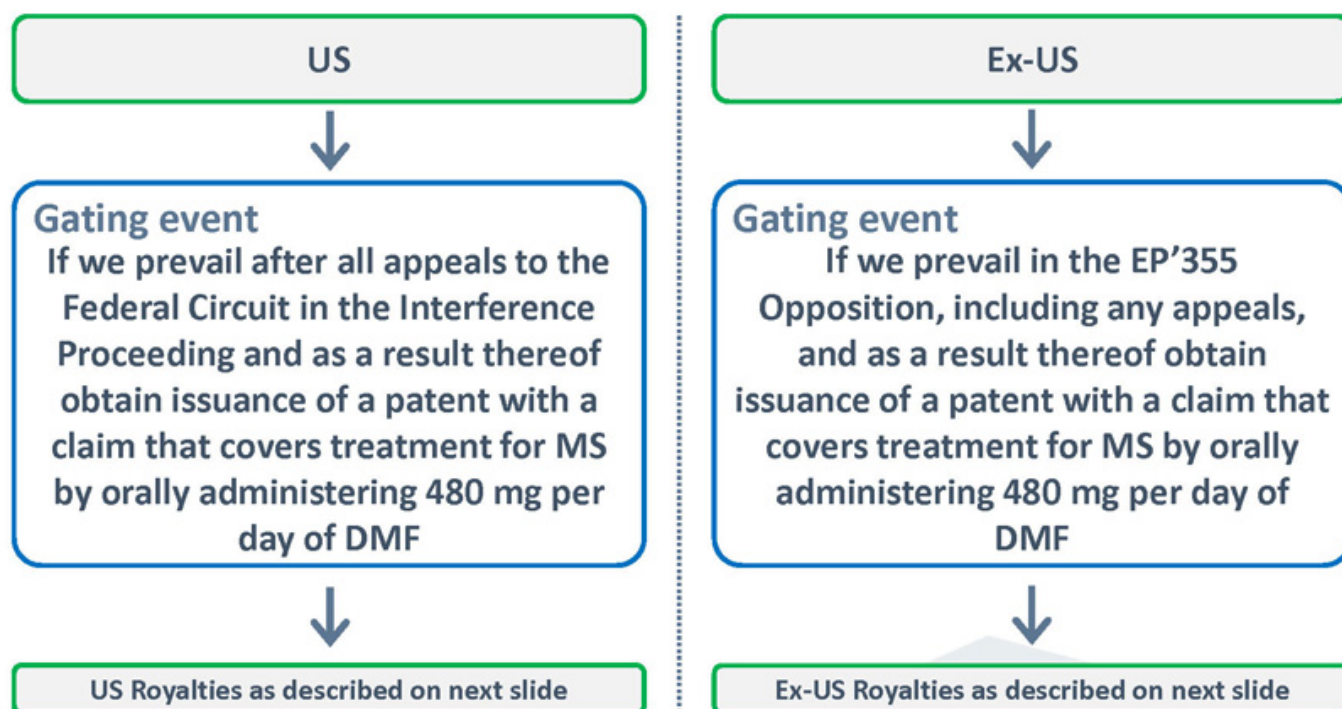 US
Gating event
If we prevail after all appeals to the
Federal Circuit in the Interference
Proceeding and as a result thereof
obtain issuance of a patent with a
claim that covers treatment for MS
by orally administering 480 mg per
day of DMF
US Royalties as described on next slide
Ex-US
Gating event
If we prevail in the EP’355
Opposition, including any appeals,
and as a result thereof obtain
issuance of a patent with a claim that
covers treatment for MS by orally
administering 480 mg per day of
DMF
Ex-US Royalties as described on next slide